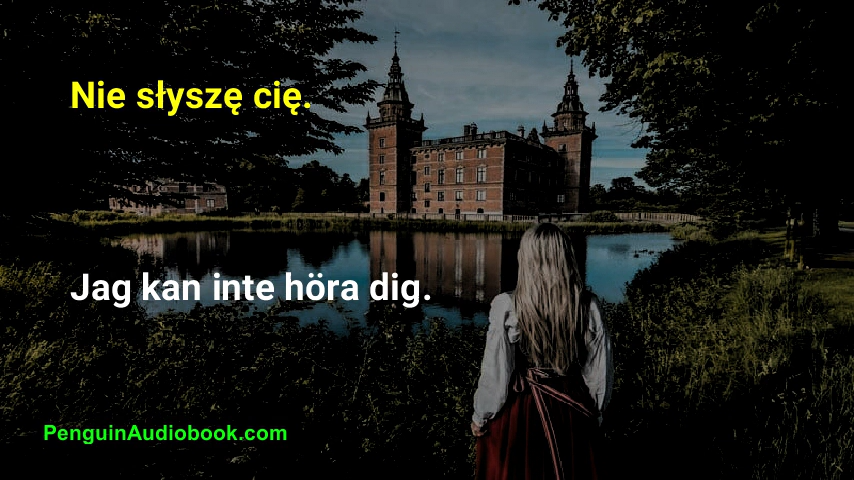 Nie słyszę cię.
Jag kan inte höra dig.
PenguinAudiobook.com